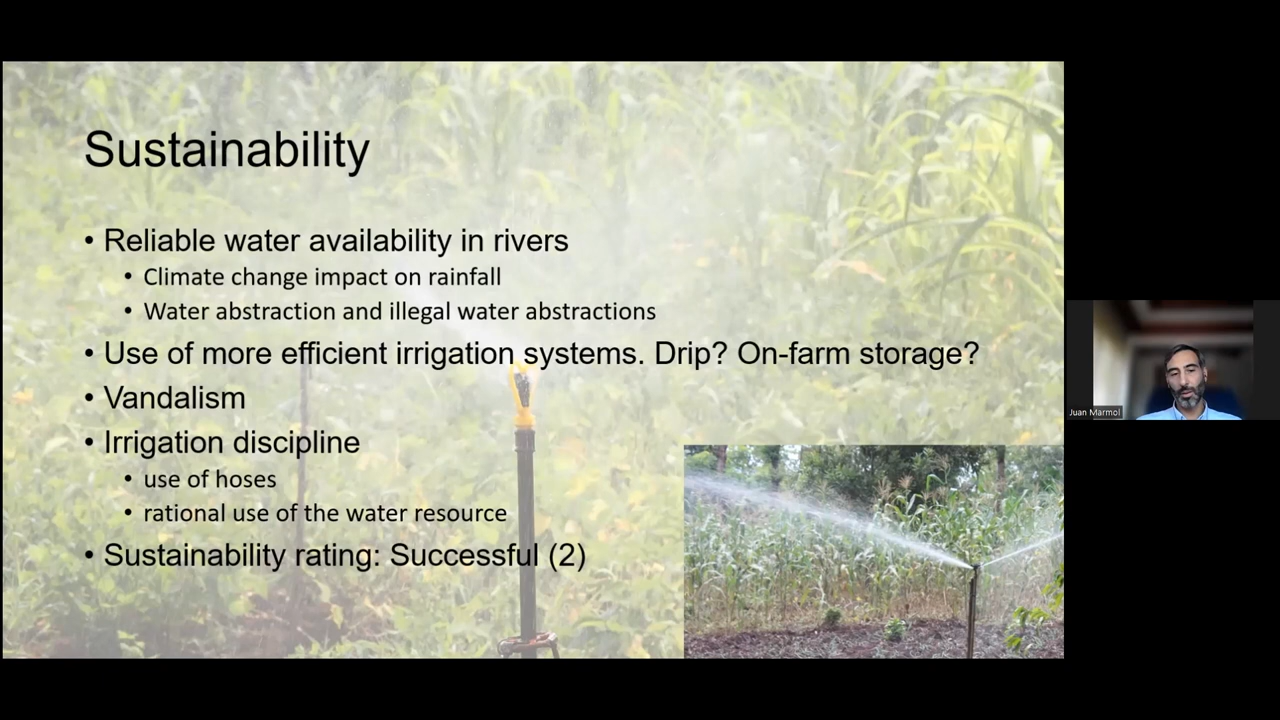 Sustainability
• Reliable water availability in rivers
• Climate change impact on rainfall
• Water abstraction and illegal water abstractions
• Use of more efficient irrigation systems. Drip? On-farm storage?
• Vandalism
• Irrigation discipline
• use of hoses
• rational use of the water resource
• Sustainability rating: Successful (2)
Juan Marmol